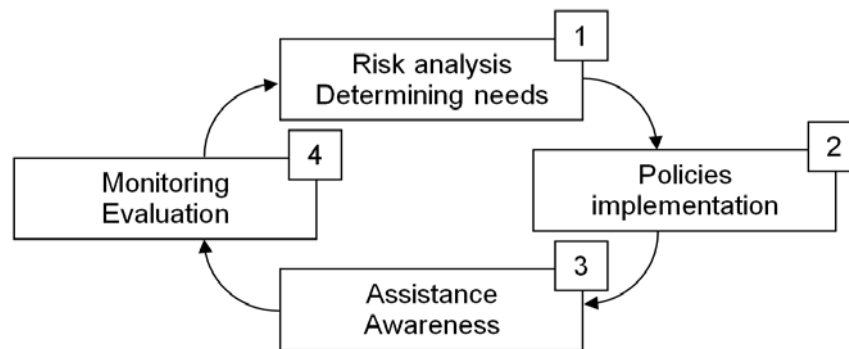 1
Risk analysis
Determining needs
2
Policies
implementation
3
Assistance
Awareness
4
Monitoring
Evaluation